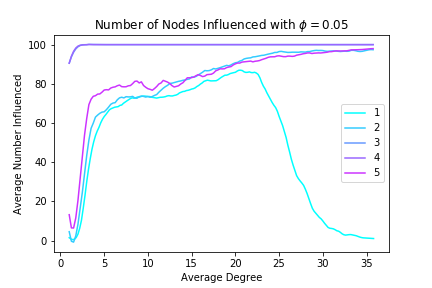 Number of Nodes Influenced with ϕ = 0.05
Average Number Influenced
100
80
60
40
20
0
1
2
3
4
5
0 5 10 15 20 25 30 35
Average Degree